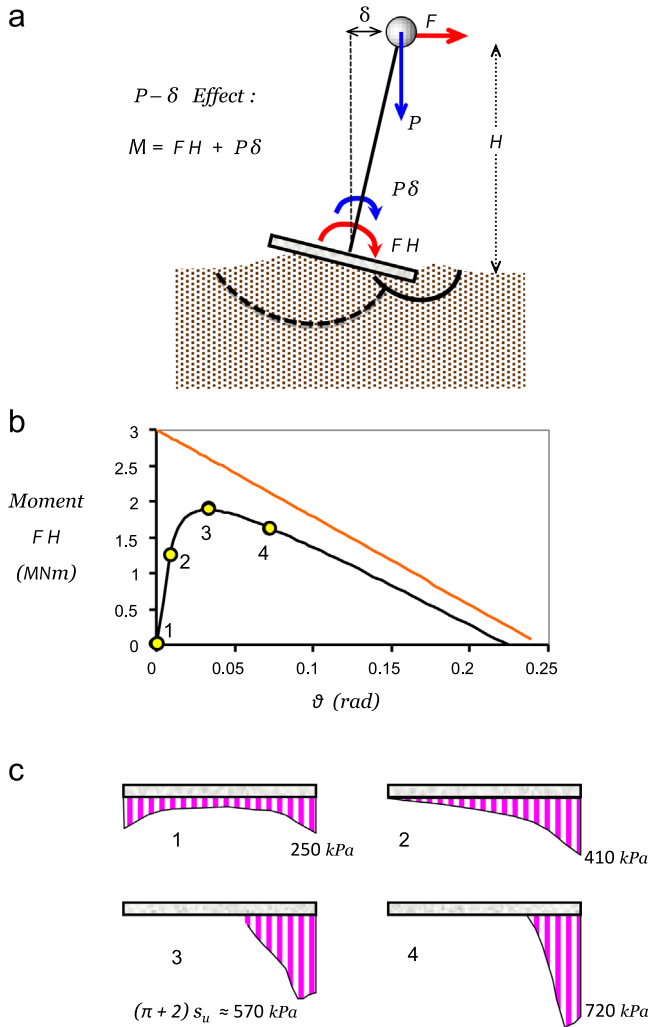 a
δ
F
P – δ Effect :
P
M = F H + P δ
H
P δ
F H
b
Moment
F H
(MNm)
3
2.5
2
1.5
1
0.5
0
1
2
3
4
0
0.05
0.1
0.15
0.2
0.25
ϑ (rad)
c
1
250 kPa
2
410 kPa
3
(π + 2) sᵤ ≈ 570 kPa
4
720 kPa